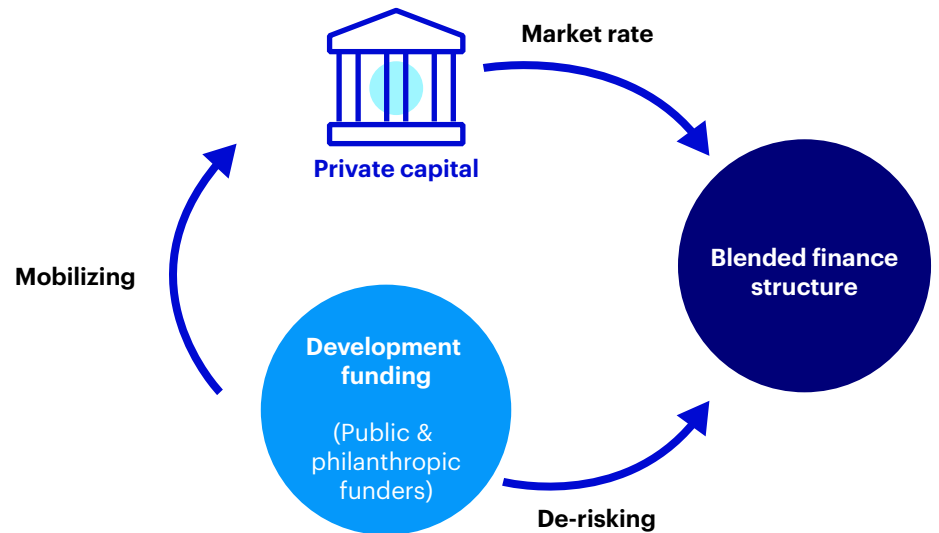 Market rate
Private capital
Blended finance
structure
Mobilizing
Development
funding
(Public &
philanthropic
funders)
De-risking